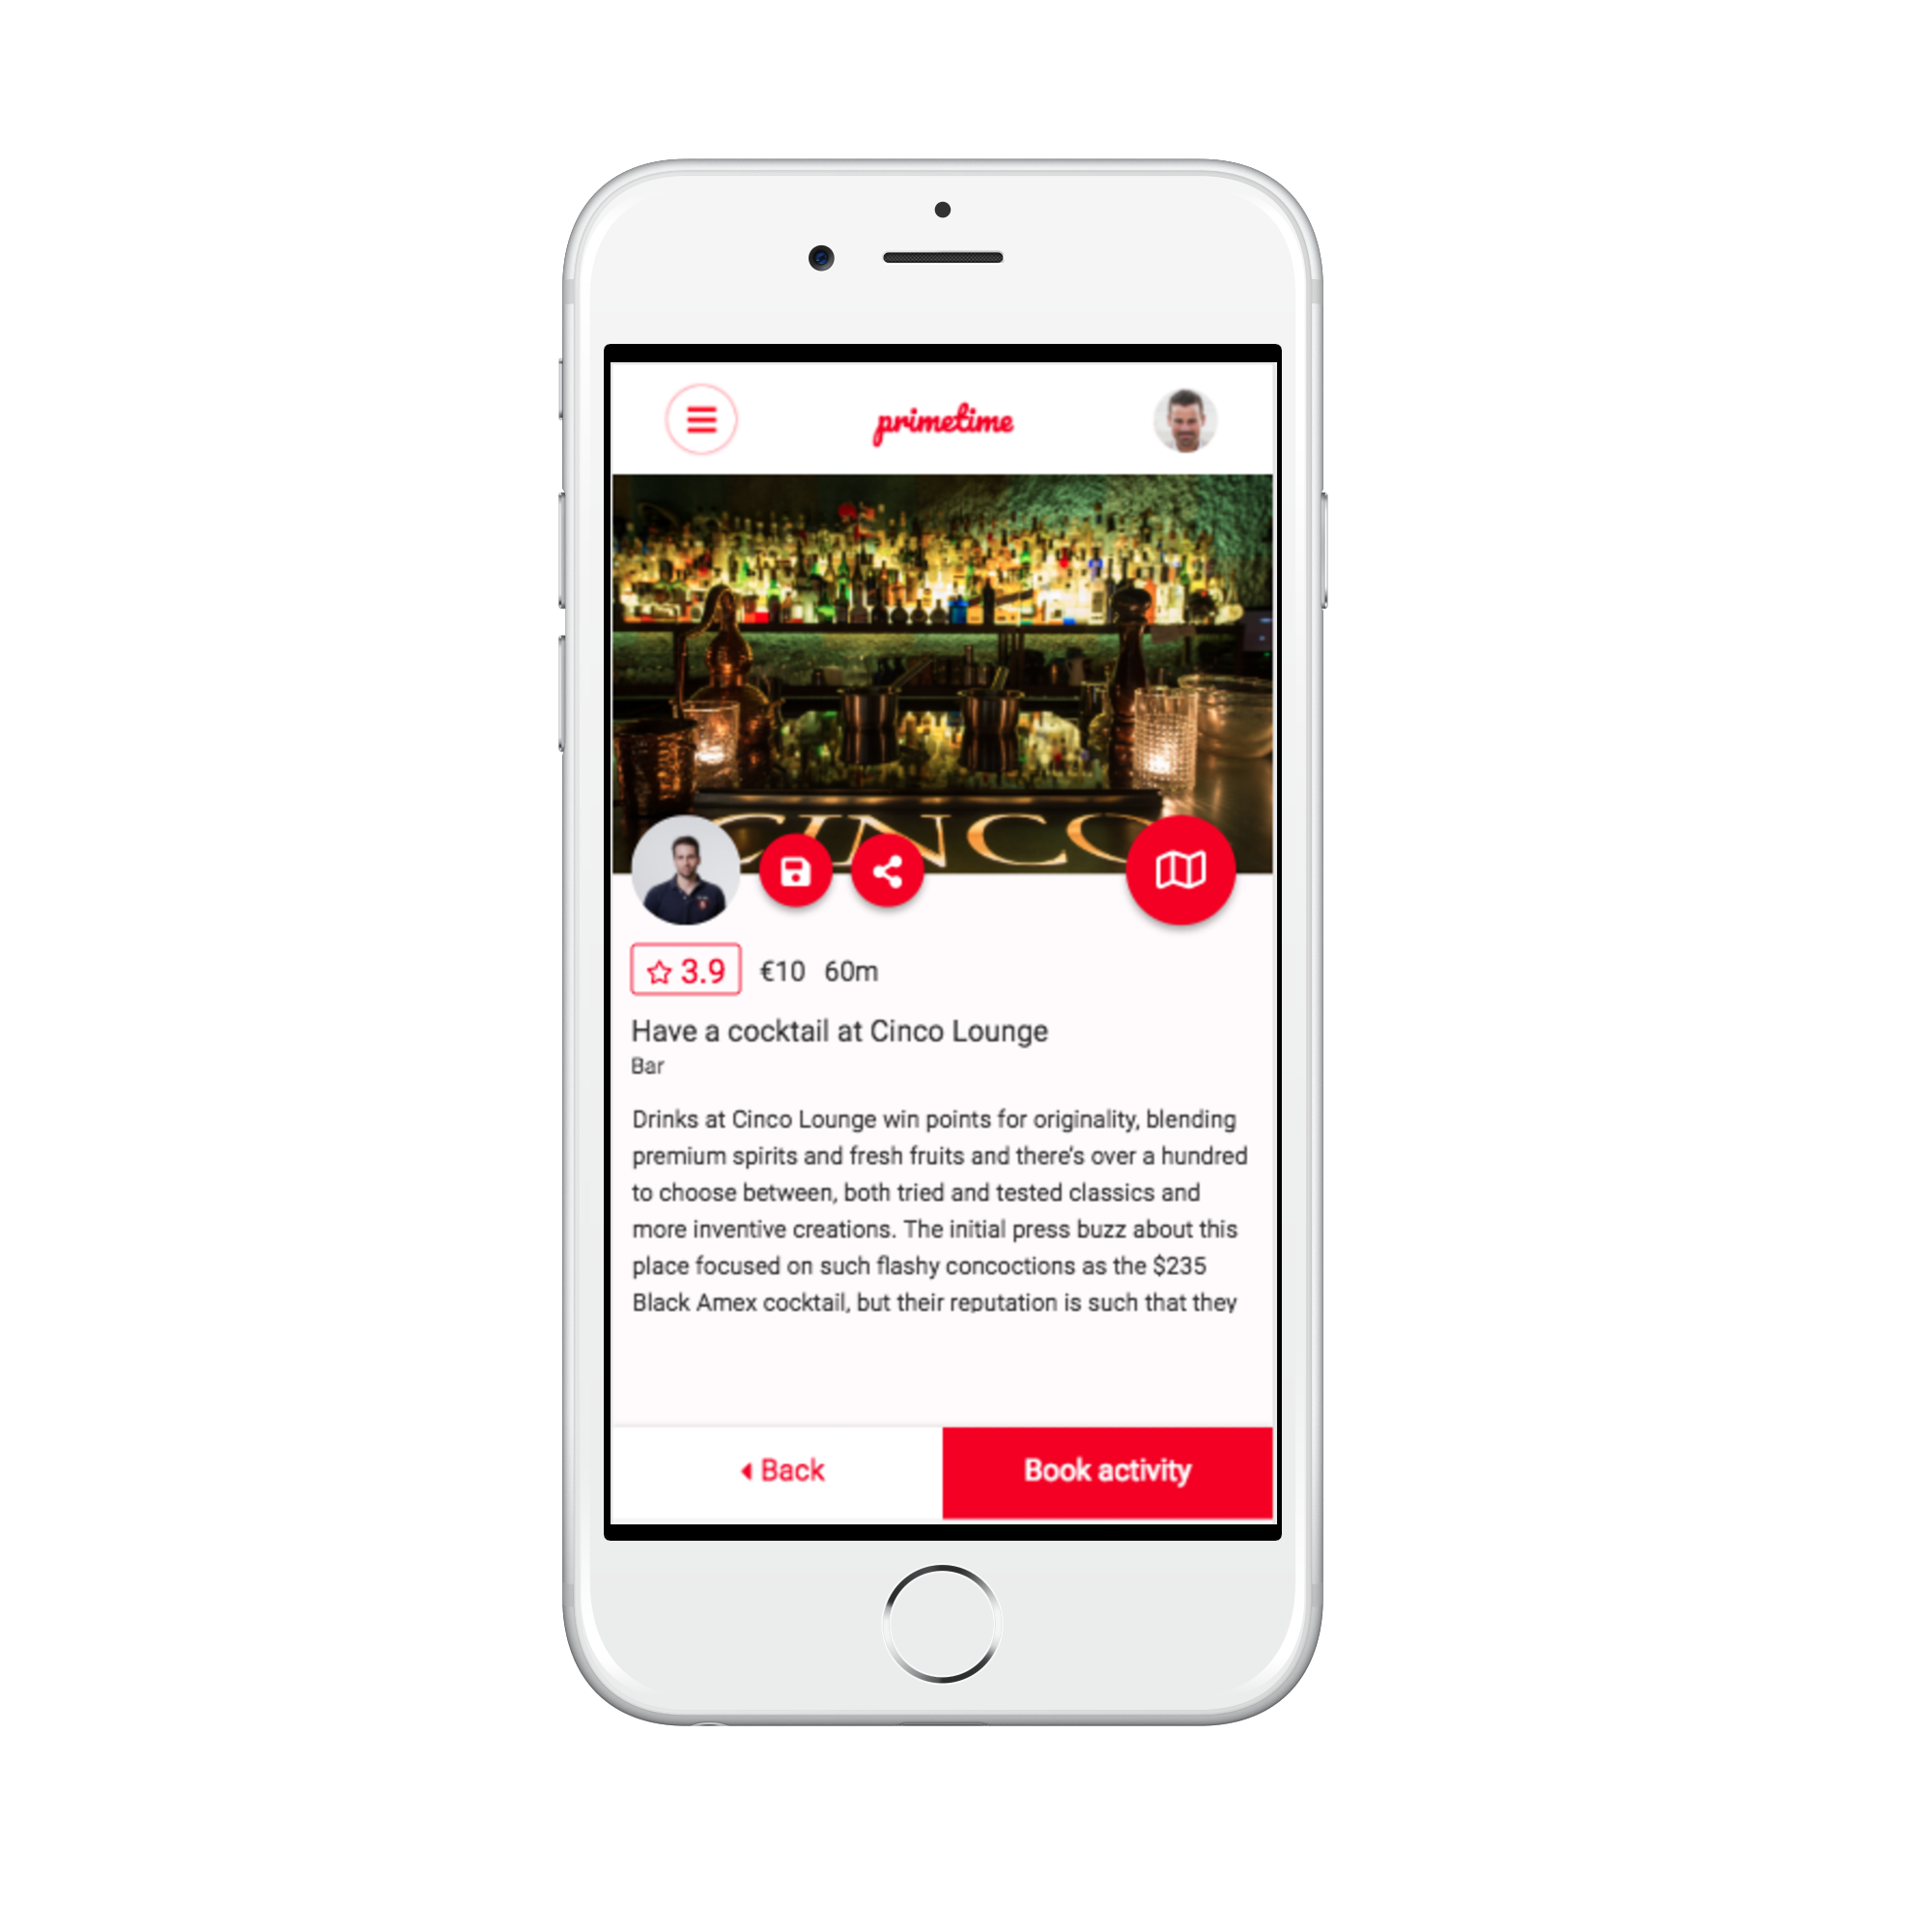 primetime
CINCO
3.9 €10 60m
Have a cocktail at Cinco Lounge
Bar
Drinks at Cinco Lounge win points for originality, blending
premium spirits and fresh fruits and there's over a hundred
to choose between, both tried and tested classics and
more inventive creations. The initial press buzz about this
place focused on such flashy concoctions as the $235
Black Amex cocktail, but their reputation is such that they
Back
Book activity